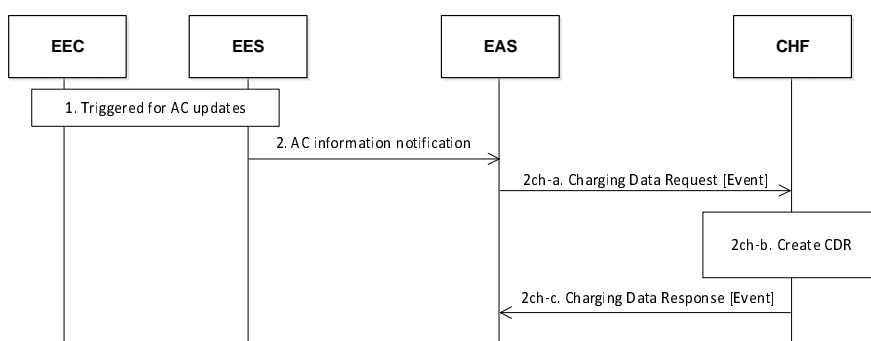 EEC
EES
EAS
CHF
1. Triggered for AC updates
2. AC information notification
2ch-a. Charging Data Request [Event]
2ch-b. Create CDR
2ch-c. Charging Data Response [Event]